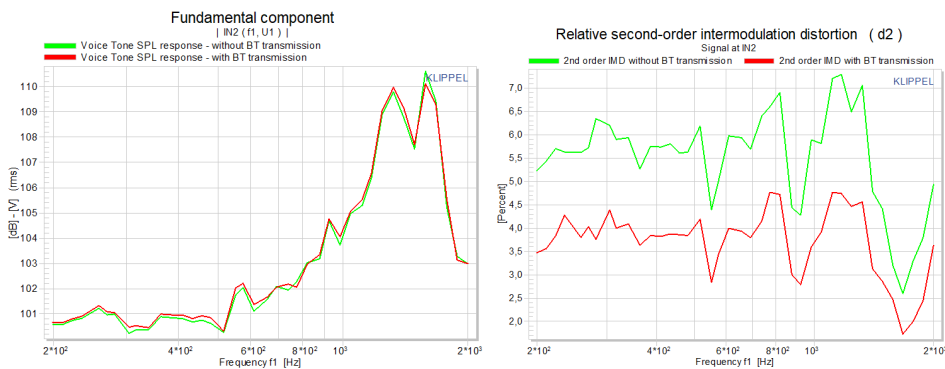 Fundamental component
| IN2 ( f1, U1 ) |
Voice Tone SPL response - without BT transmission
Voice Tone SPL response - with BT transmission
KLIPPEL
[dB] - [V] (rms)
110
109
108
107
106
105
104
103
102
101
2*10² 4*10² 6*10² 8*10² 10³ 2*10³
Frequency f1 [Hz]
Relative second-order intermodulation distortion ( d2 )
Signal at IN2
2nd order IMD without BT transmission 2nd order IMD with BT transmission
KLIPPEL
[Percent]
7,0
6,5
6,0
5,5
5,0
4,5
4,0
3,5
3,0
2,5
2,0
2*10² 4*10² 6*10² 8*10² 10³ 2*10³
Frequency f1 [Hz]